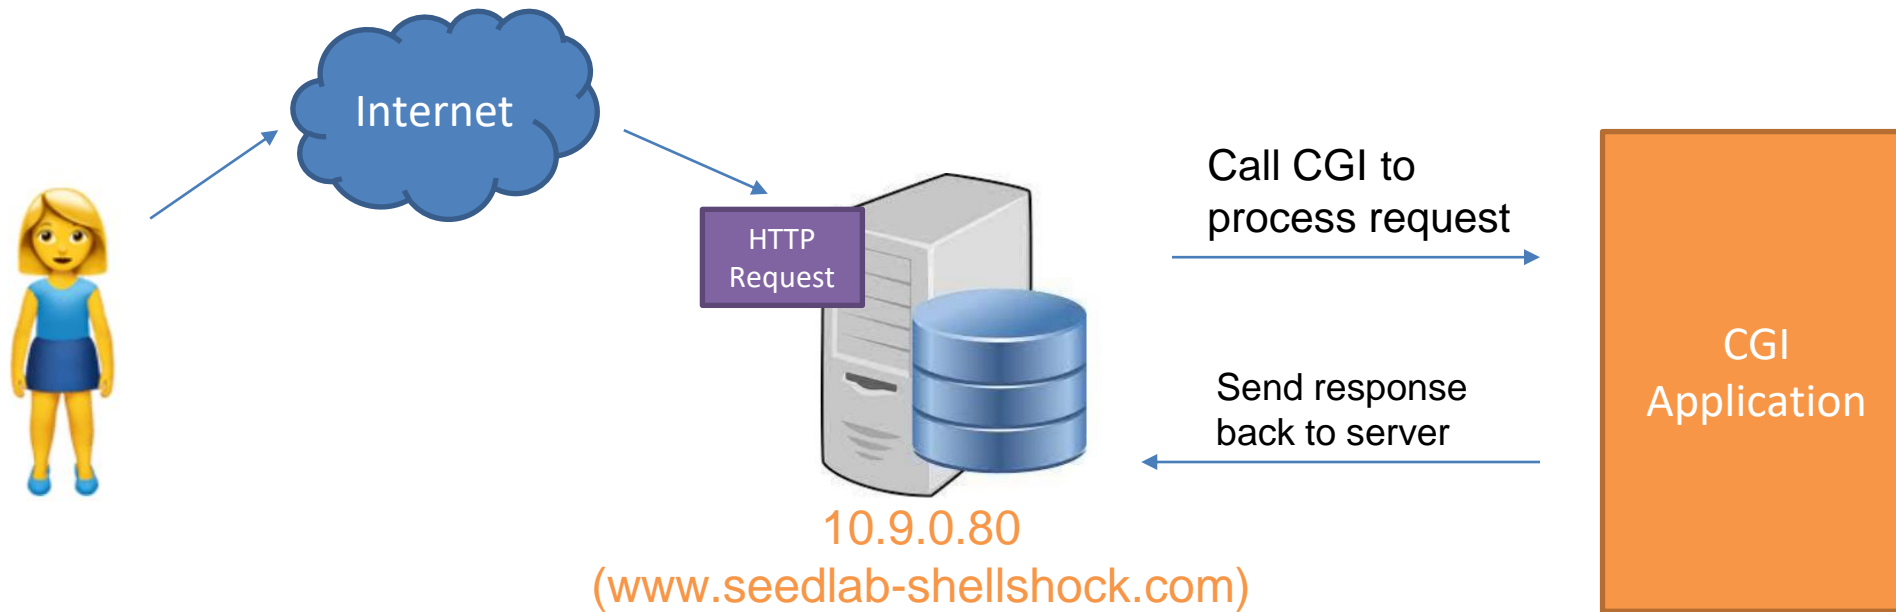 Internet
HTTP
Request
Call CGI to
process request
Send response
back to server
CGI
Application
10.9.0.80
(www.seedlab-shellshock.com)